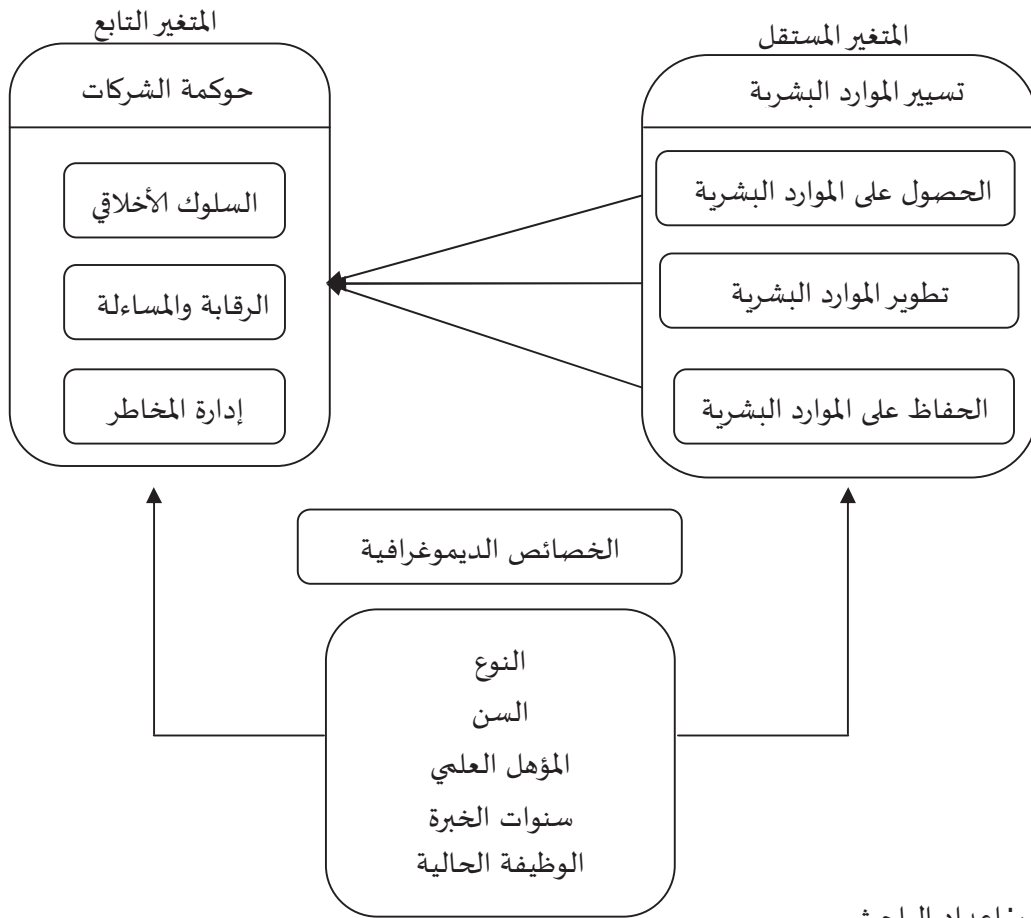 المتغير المستقل
المتغير التابع
تسيير الموارد البشرية
حوكمة الشركات
الحصول على الموارد البشرية
السلوك الأخلاقي
تطوير الموارد البشرية
الرقابة والمساءلة
الحفاظ على الموارد البشرية
إدارة المخاطر
الخصائص الديموغرافية
النوع
السن
المؤهل العلمي
سنوات الخبرة
الوظيفة الحالية